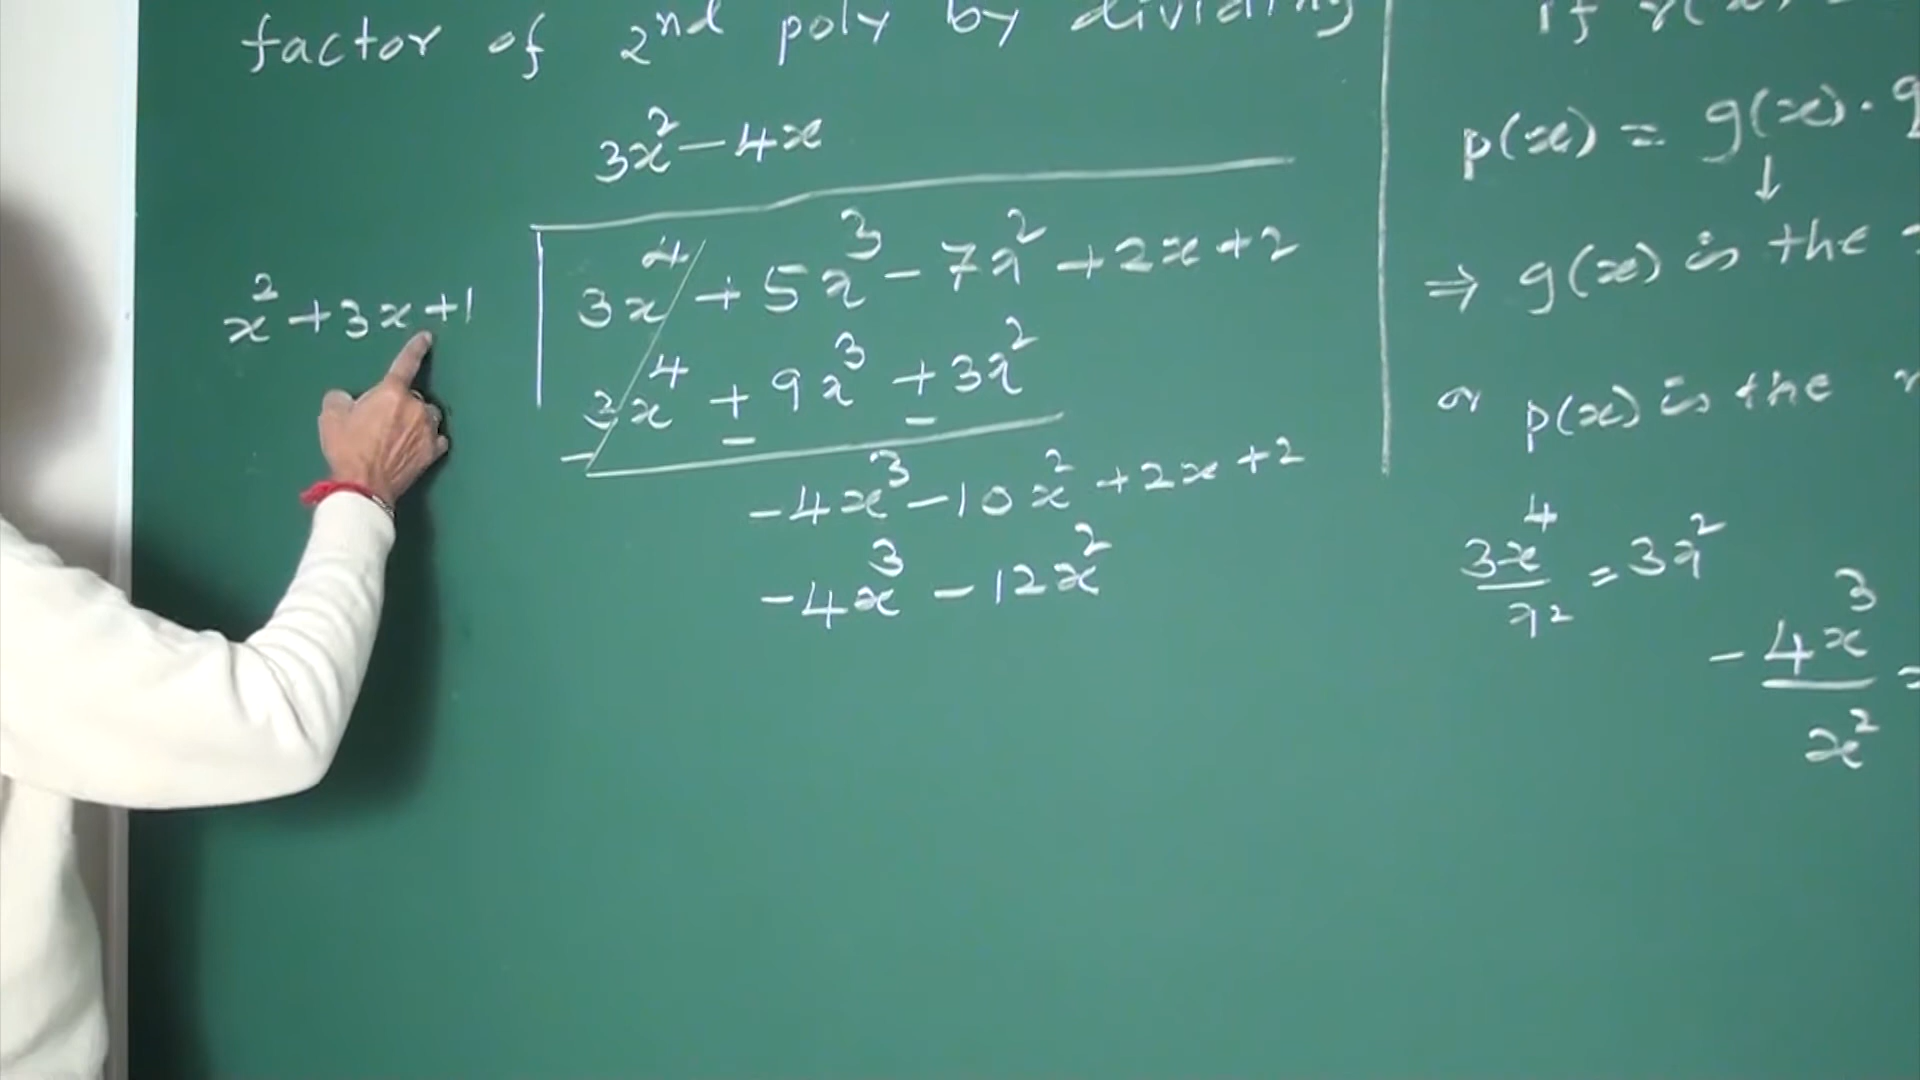 factor of 2nd poly by dividing
3x² - 4x
x² + 3x + 1
3x⁴ + 5x³ - 7x² + 2x + 2
3x⁴ + 9x³ + 3x²
- - -
-4x³ - 10x² + 2x + 2
-4x³ - 12x²
If r(x)
p(x) = g(x) . q
↓
⇒ g(x) is the
or p(x) is the
3x⁴/x² = 3x²
-4x³/x² =